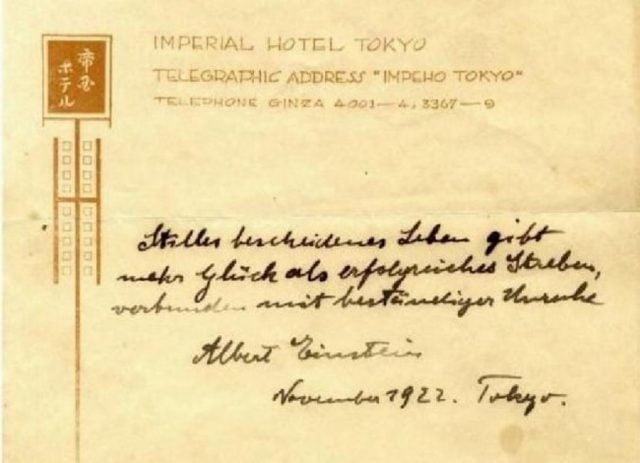 帝国
ホテル
IMPERIAL HOTEL TOKYO
TELEGRAPHIC ADDRESS "IMPEHO TOKYO"
TELEPHONE GINZA 4001—4, 3367—9
Stilles bescheidenes Leben gibt
mehr Glück als erfolgreiches Streben,
verbunden mit beständiger Unruhe
Albert Einstein
November 1922. Tokyo.